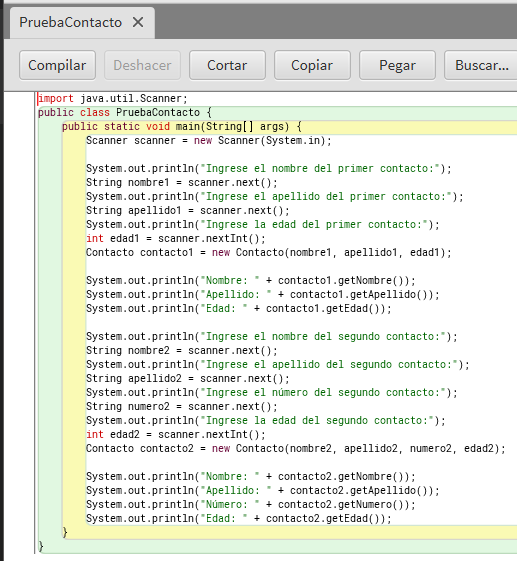 PruebaContacto ×
Compilar Deshacer Cortar Copiar Pegar Buscar...
import java.util.Scanner;
public class PruebaContacto {
public static void main(String[] args) {
Scanner scanner = new Scanner(System.in);
System.out.println("Ingrese el nombre del primer contacto:");
String nombre1 = scanner.next();
System.out.println("Ingrese el apellido del primer contacto:");
String apellido1 = scanner.next();
System.out.println("Ingrese la edad del primer contacto:");
int edad1 = scanner.nextInt();
Contacto contacto1 = new Contacto(nombre1, apellido1, edad1);
System.out.println("Nombre: " + contacto1.getNombre());
System.out.println("Apellido: " + contacto1.getApellido());
System.out.println("Edad: " + contacto1.getEdad());
System.out.println("Ingrese el nombre del segundo contacto:");
String nombre2 = scanner.next();
System.out.println("Ingrese el apellido del segundo contacto:");
String apellido2 = scanner.next();
System.out.println("Ingrese el número del segundo contacto:");
String numero2 = scanner.next();
System.out.println("Ingrese la edad del segundo contacto:");
int edad2 = scanner.nextInt();
Contacto contacto2 = new Contacto(nombre2, apellido2, numero2, edad2);
System.out.println("Nombre: " + contacto2.getNombre());
System.out.println("Apellido: " + contacto2.getApellido());
System.out.println("Número: " + contacto2.getNumero());
System.out.println("Edad: " + contacto2.getEdad());
}
}